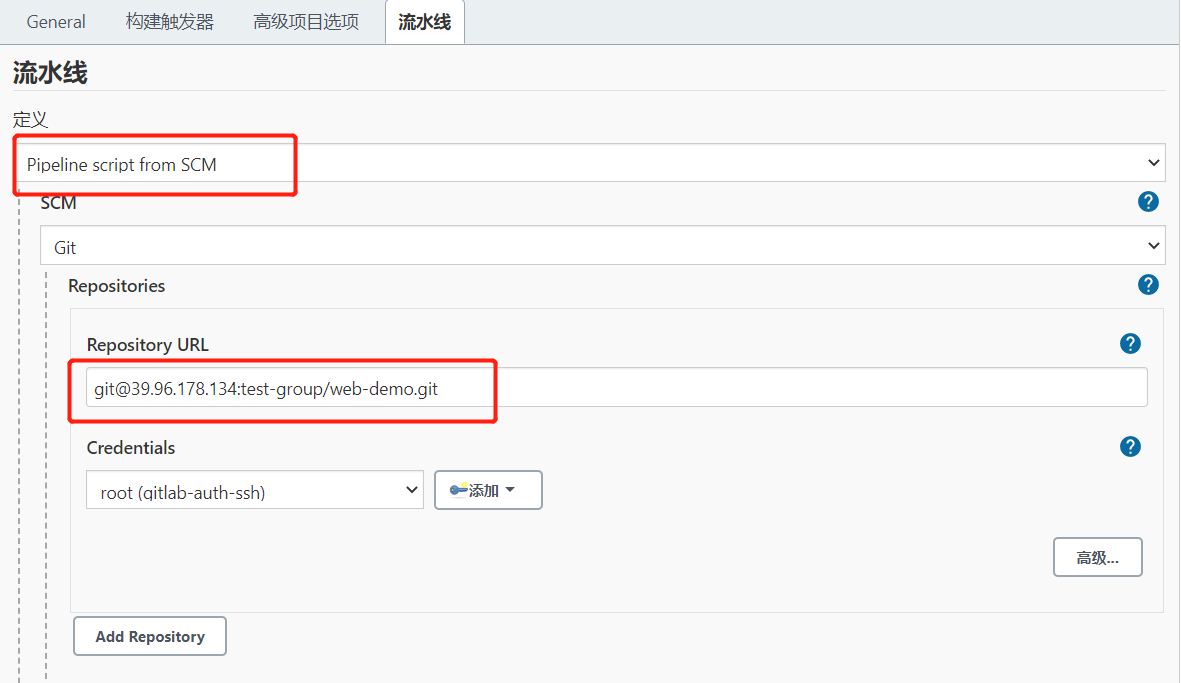 General 构建触发器 高级项目选项 流水线
流水线
定义
Pipeline script from SCM
SCM
?
Git
Repositories
?
Repository URL
?
git@39.96.178.134:test-group/web-demo.git
Credentials
?
root (gitlab-auth-ssh)
添加
高级...
Add Repository